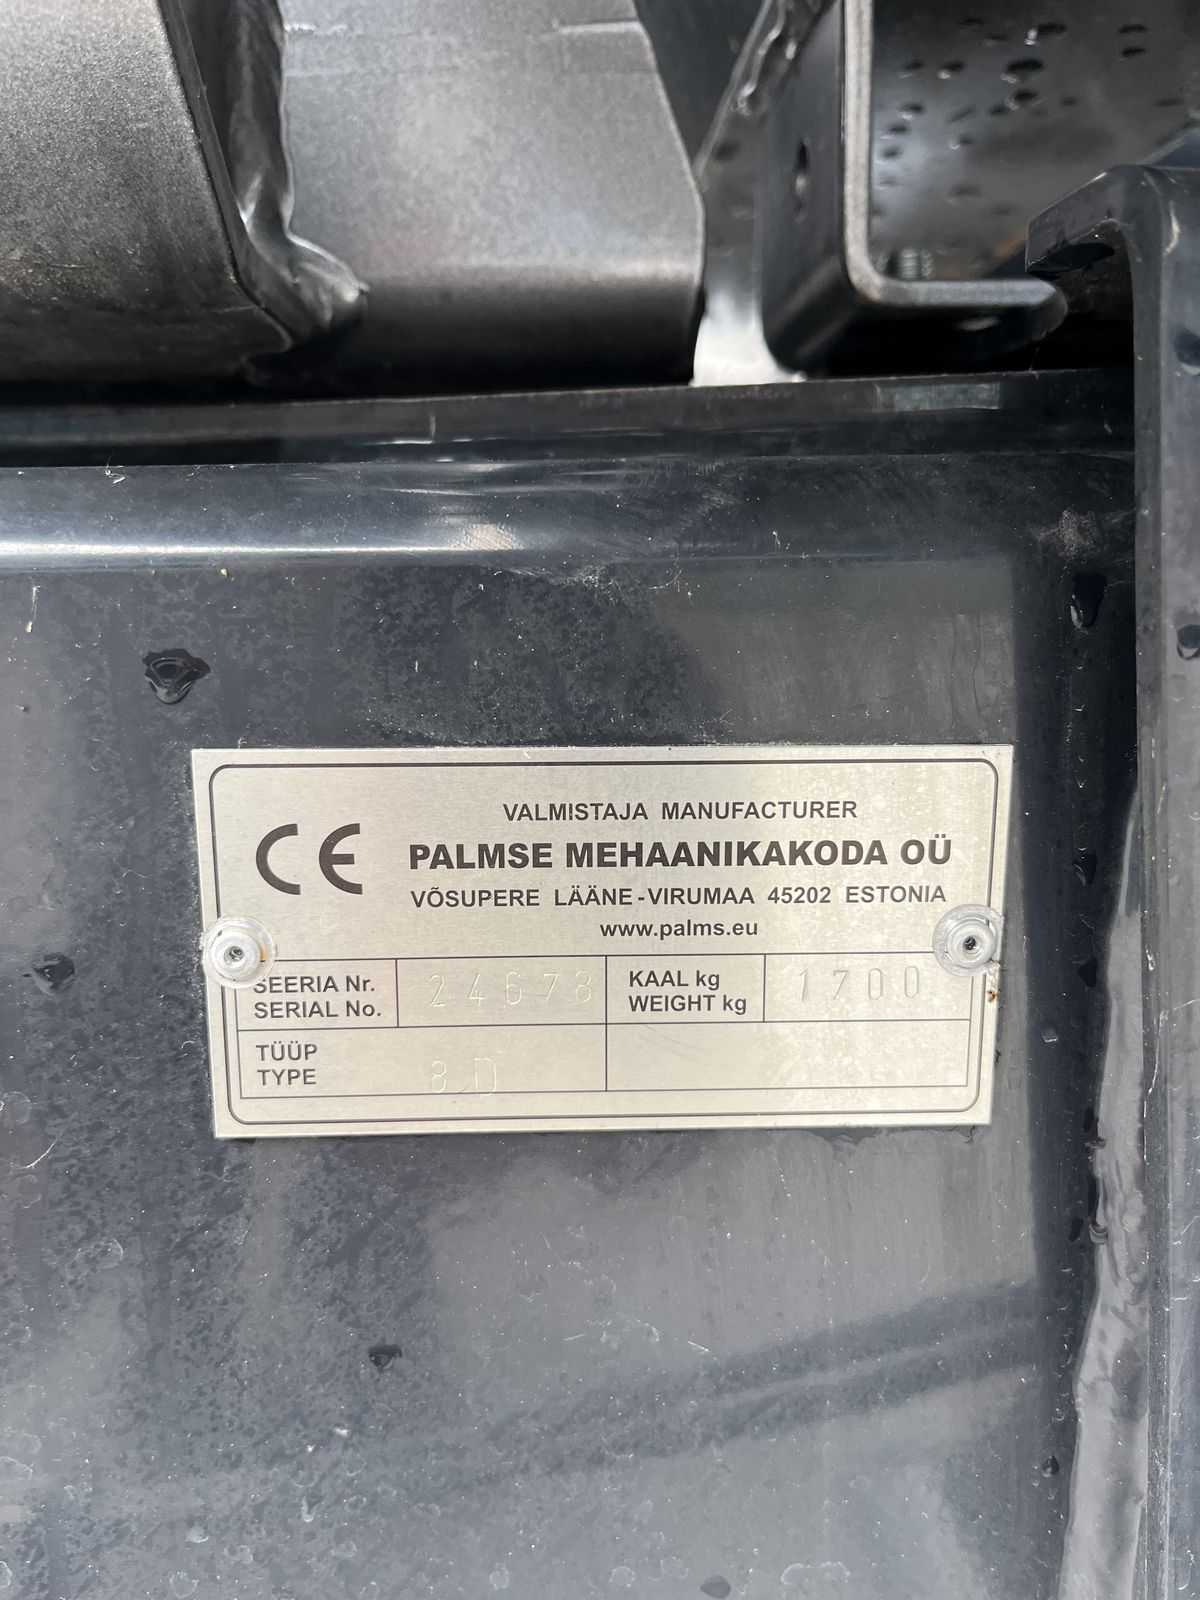 VALMISTAJA MANUFACTURER
CE PALMSE MEHAANIKAKODA OÜ
VÕSUPERE LÄÄNE-VIRUMAA 45202 ESTONIA
www.palms.eu
SEERIA Nr.
SERIAL No.
24678
KAAL kg
WEIGHT kg
1700
TÜÜP
TYPE
8D